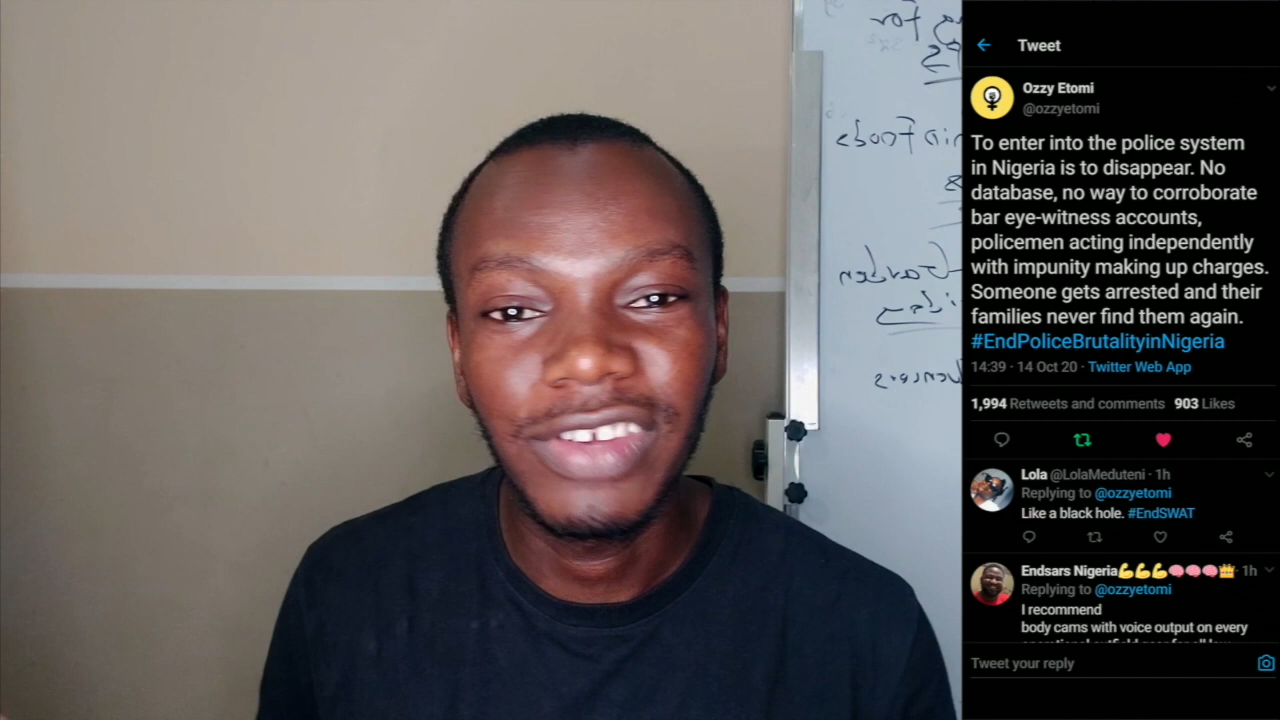 Tweet
Ozzy Etomi
@ozzyetomi
To enter into the police system
in Nigeria is to disappear. No
database, no way to corroborate
bar eye-witness accounts,
policemen acting independently
with impunity making up charges.
Someone gets arrested and their
families never find them again.
#EndPoliceBrutalityinNigeria
14:39 · 14 Oct 20 · Twitter Web App
1,994 Retweets and comments 903 Likes
Lola @LolaMeduteni · 1h
Replying to @ozzyetomi
Like a black hole. #EndSWAT
Endsars Nigeria💪💪💪🧠🧠🧠👑 · 1h
Replying to @ozzyetomi
I recommend
body cams with voice output on every
Tweet your reply
for